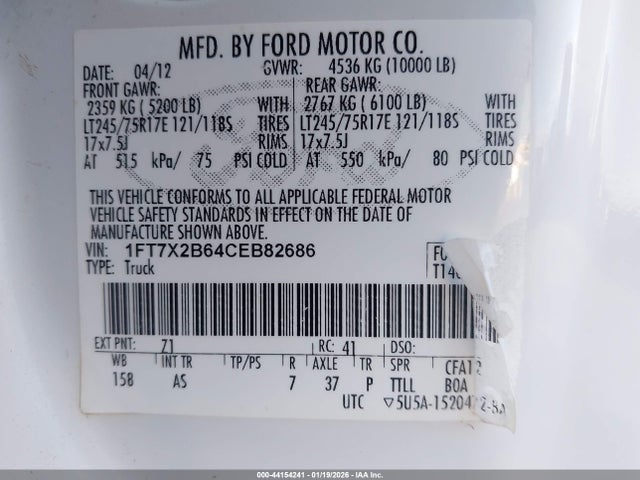 MFD. BY FORD MOTOR CO.
DATE: 04/12 GVWR: 4536 KG (10000 LB)
FRONT GAWR: REAR GAWR:
2359 KG ( 5200 LB) WITH 2767 KG ( 6100 LB) WITH
LT245/75R17E 121/118S TIRES LT245/75R17E 121/118S TIRES
17x7.5J RIMS 17x7.5J RIMS
AT 515 kPa/ 75 PSI COLD AT 550 kPa/ 80 PSI COLD
THIS VEHICLE CONFORMS TO ALL APPLICABLE FEDERAL MOTOR
VEHICLE SAFETY STANDARDS IN EFFECT ON THE DATE OF
MANUFACTURE SHOWN ABOVE.
VIN: 1FT7X2B64CEB82686
TYPE: Truck
EXT PNT: Z1 RC: 41 DSO:
WB INT TR TP/PS R AXLE TR SPR
158 AS 7 37 P TTLL BOA
UTC ▽5U5A-
000-44154241 - 01/19/2026 - IAA Inc.